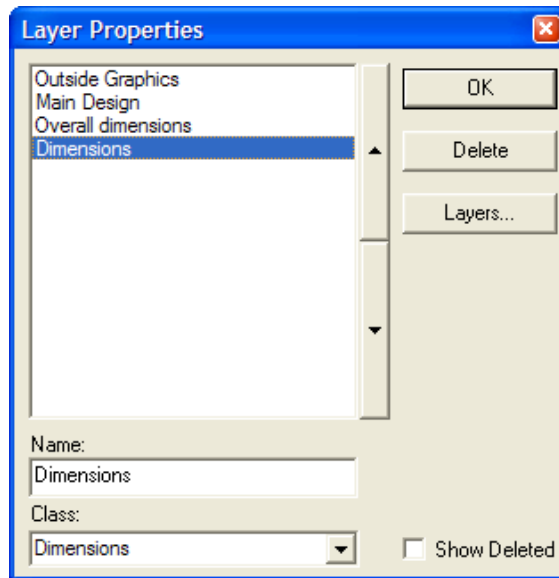 Layer Properties
Outside Graphics
Main Design
Overall dimensions
Dimensions
OK
Delete
Layers...
Name:
Dimensions
Class:
Dimensions
Show Deleted